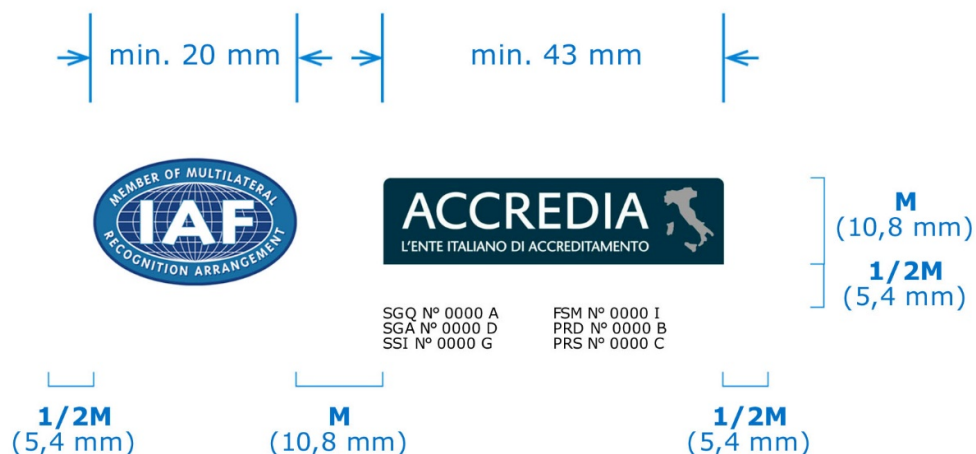 min. 20 mm
min. 43 mm
MEMBER OF MULTILATERAL
IAF
RECOGNITION ARRANGEMENT
ACCREDIA
L'ENTE ITALIANO DI ACCREDITAMENTO
M
(10,8 mm)
1/2M
(5,4 mm)
SGQ Nº 0000 A
SGA Nº 0000 D
SSI Nº 0000 G
FSM Nº 0000 I
PRD Nº 0000 B
PRS Nº 0000 C
1/2M
(5,4 mm)
M
(10,8 mm)
1/2M
(5,4 mm)